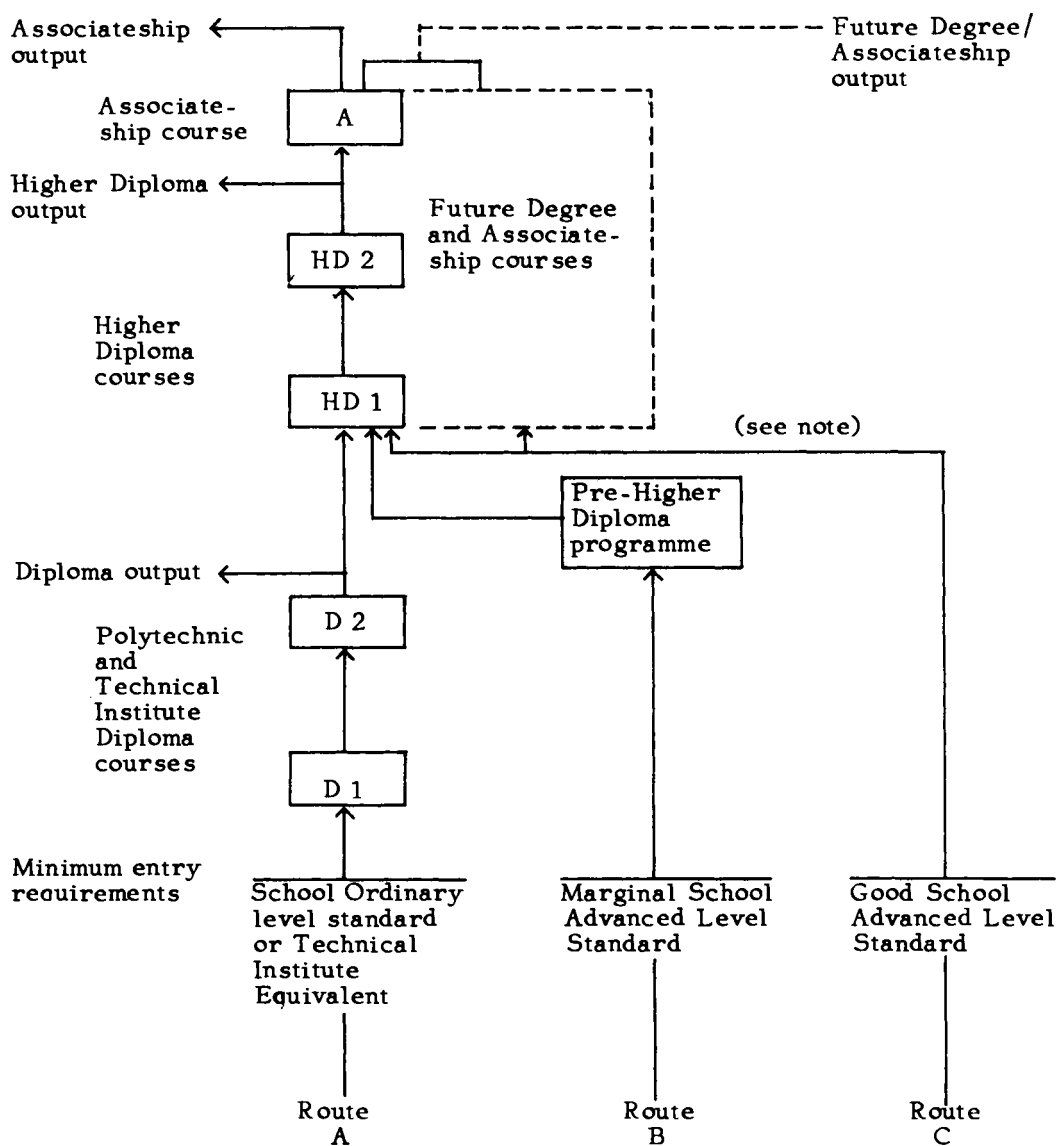 Associateship
output
Future Degree/
Associateship
output
Associate-
ship course
A
Higher Diploma
output
Future Degree
and Associate-
ship courses
HD 2
Higher
Diploma
courses
HD 1
(see note)
Pre-Higher
Diploma
programme
Diploma output
D 2
Polytechnic
and
Technical
Institute
Diploma
courses
D 1
Minimum entry
requirements
School Ordinary
level standard
or Technical
Institute
Equivalent
Marginal School
Advanced Level
Standard
Good School
Advanced Level
Standard
Route
A
Route
B
Route
C